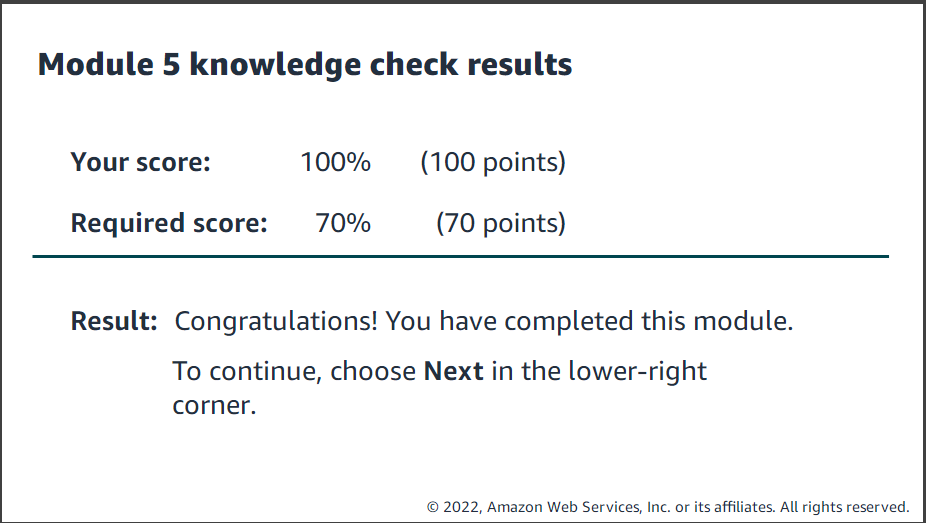 Module 5 knowledge check results
Your score: 100% (100 points)
Required score: 70% (70 points)
Result: Congratulations! You have completed this module.
To continue, choose Next in the lower-right
corner.
© 2022, Amazon Web Services, Inc. or its affiliates. All rights reserved.